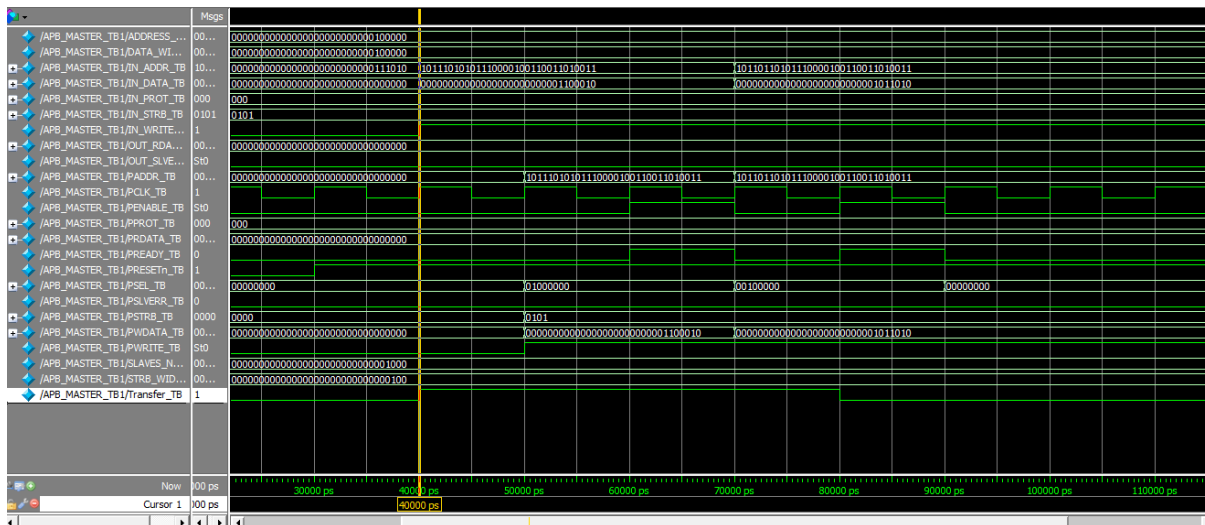 Msgs
/APB_MASTER_TB1/ADDRESS_... 00... 00000000000000000000000000100000
/APB_MASTER_TB1/DATA_WI... 00... 00000000000000000000000000100000
/APB_MASTER_TB1/IN_ADDR_TB 10... 00000000000000000000000000111010 10111010101110000100110011010011 10110110101110000100110011010011
/APB_MASTER_TB1/IN_DATA_TB 00... 00000000000000000000000000000000 00000000000000000000000001100010 00000000000000000000000001011010
/APB_MASTER_TB1/IN_PROT_TB 000 000
/APB_MASTER_TB1/IN_STRB_TB 0101 0101
/APB_MASTER_TB1/IN_WRITE... 1
/APB_MASTER_TB1/OUT_RDA... 00... 00000000000000000000000000000000
/APB_MASTER_TB1/OUT_SLVE... St0
/APB_MASTER_TB1/PADDR_TB 00... 00000000000000000000000000000000 10111010101110000100110011010011 10110110101110000100110011010011
/APB_MASTER_TB1/PCLK_TB 1
/APB_MASTER_TB1/PENABLE_TB St0
/APB_MASTER_TB1/PPROT_TB 000 000
/APB_MASTER_TB1/PRDATA_TB 00... 00000000000000000000000000000000
/APB_MASTER_TB1/PREADY_TB 0
/APB_MASTER_TB1/PRESETn_TB 1
/APB_MASTER_TB1/PSEL_TB 00... 00000000 01000000 00100000 00000000
/APB_MASTER_TB1/PSLVERR_TB 0
/APB_MASTER_TB1/PSTRB_TB 0000 0000 0101
/APB_MASTER_TB1/PWDATA_TB 00... 00000000000000000000000000000000 00000000000000000000000001100010 00000000000000000000000001011010
/APB_MASTER_TB1/PWRITE_TB St0
/APB_MASTER_TB1/SLAVES_N... 00... 00000000000000000000000000001000
/APB_MASTER_TB1/STRB_WID... 00... 00000000000000000000000000000100
/APB_MASTER_TB1/Transfer_TB 1
Now 000 ps 30000 ps 40000 ps 50000 ps 60000 ps 70000 ps 80000 ps 90000 ps 100000 ps 110000 ps
Cursor 1 000 ps 40000 ps